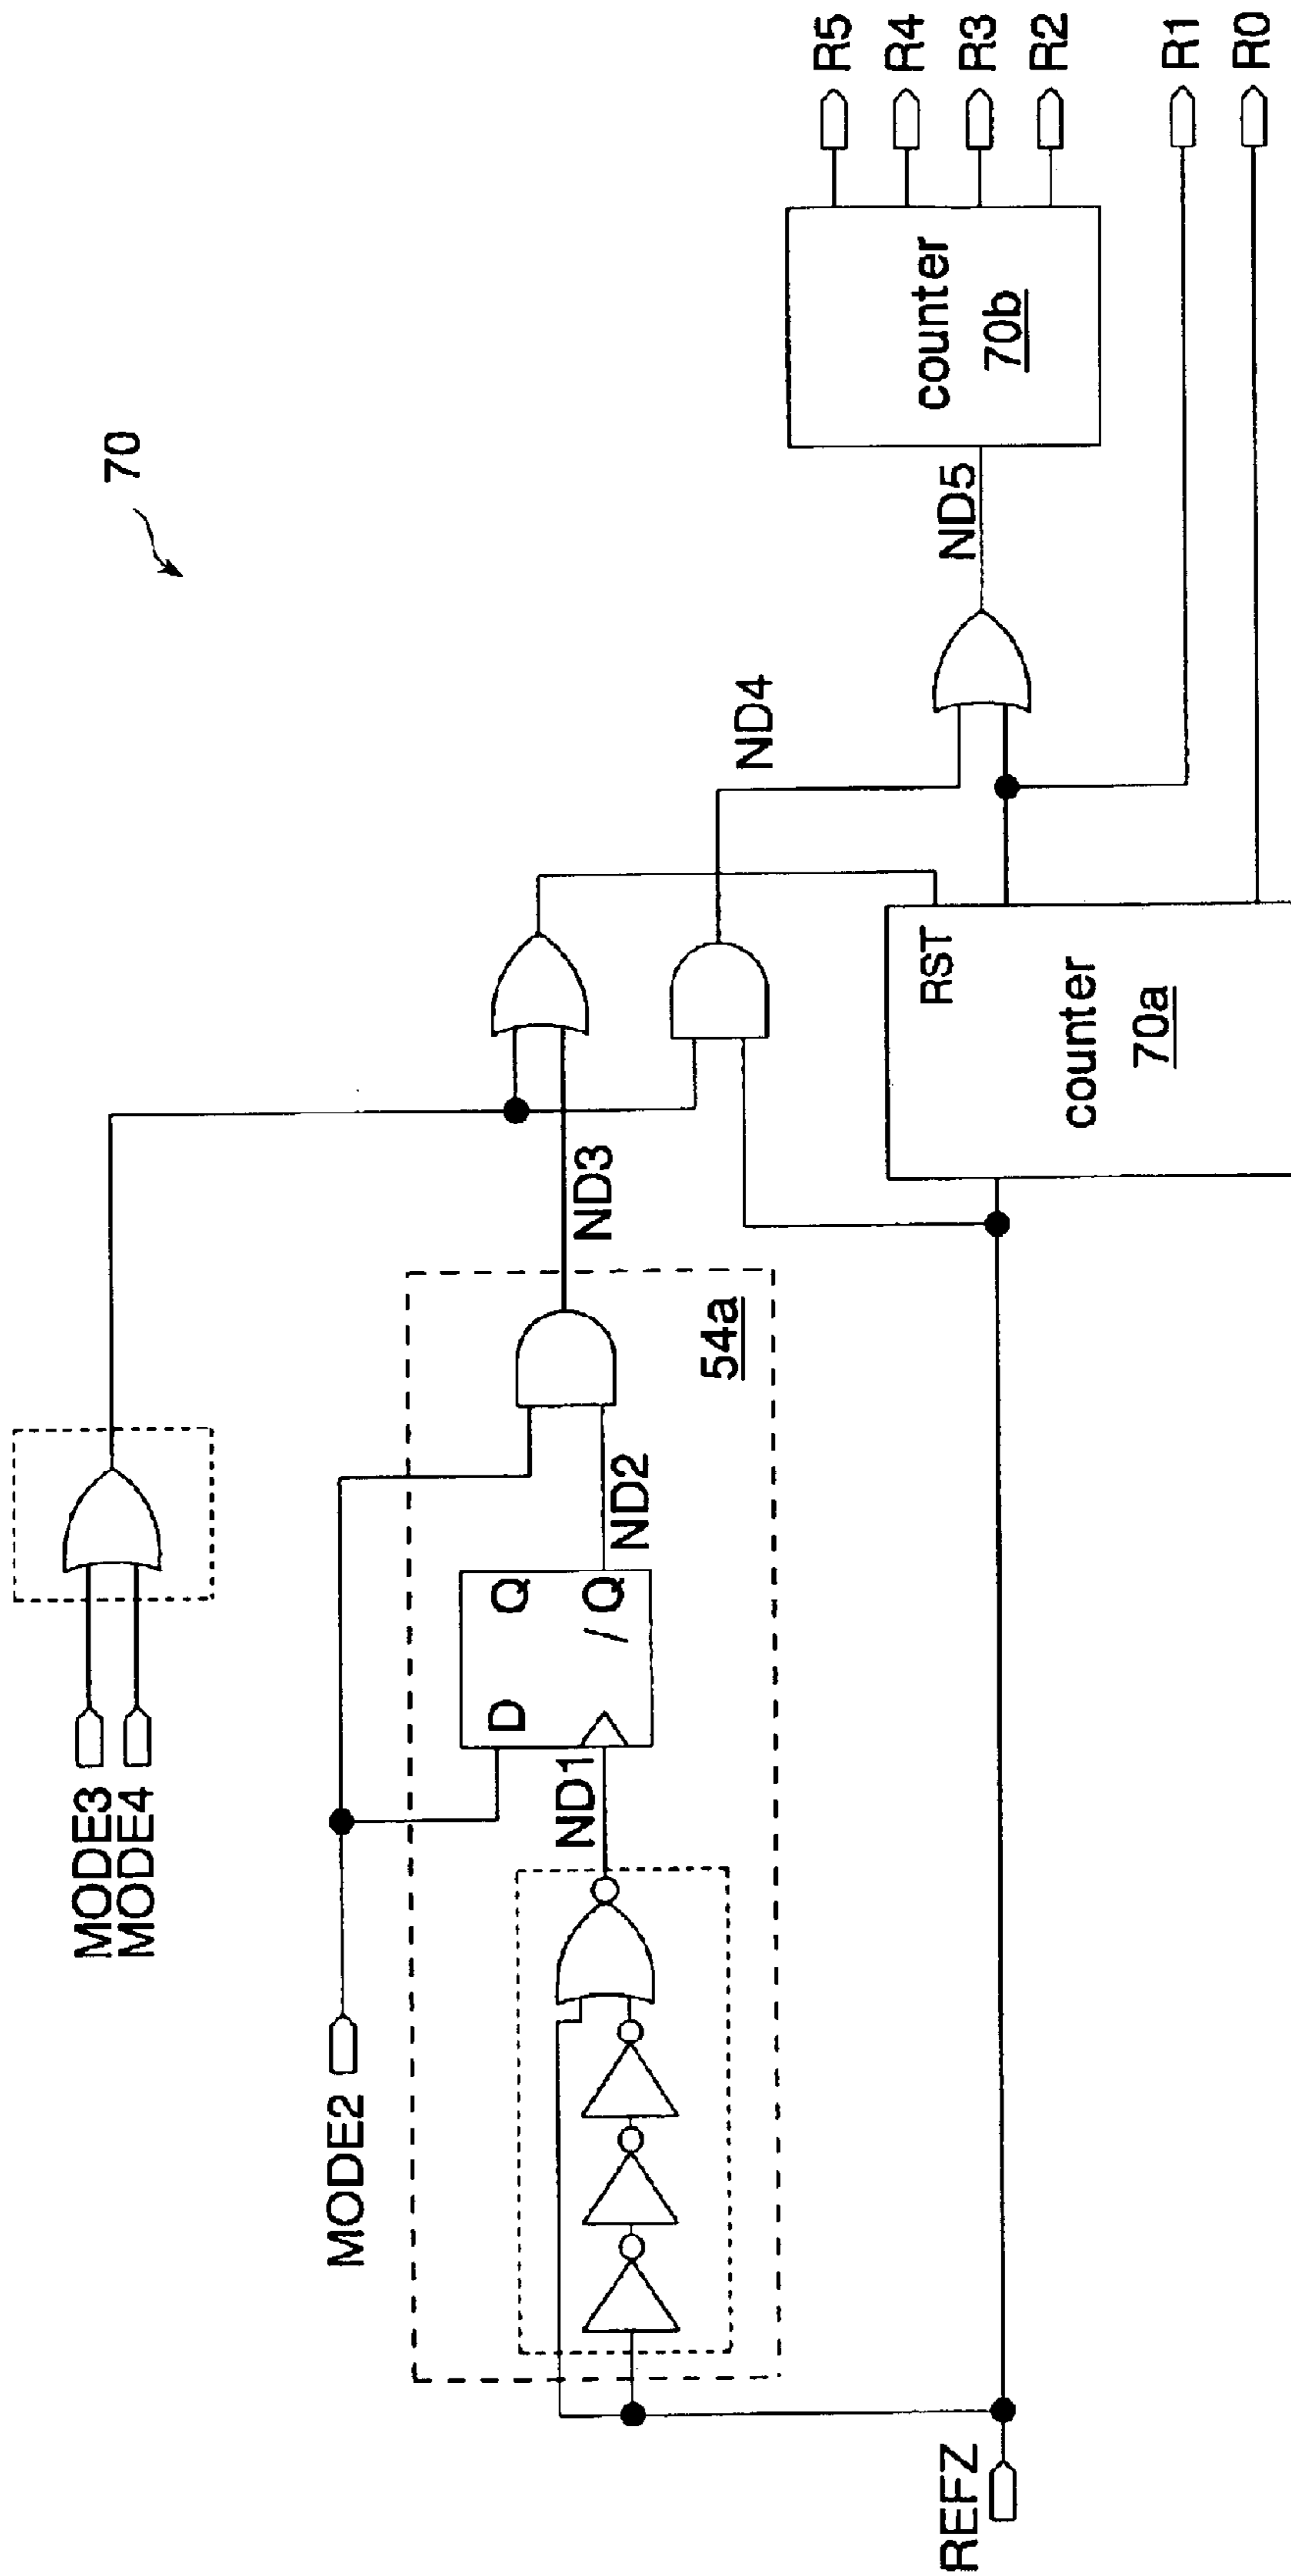 70
MODE3
MODE4
MODE2
REFZ
ND1
D
Q
/Q
ND2
54a
ND3
RST
counter
70a
ND4
ND5
counter
70b
R5
R4
R3
R2
R1
R0